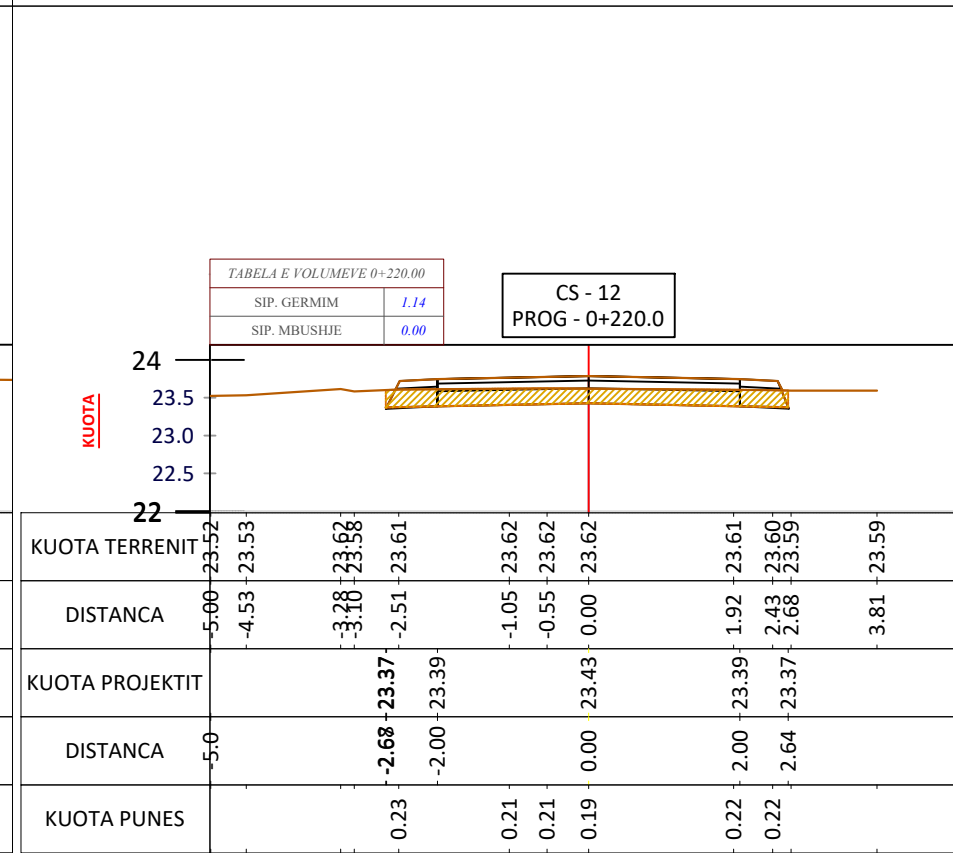 TABELA E VOLUMEVE 0+220.00
SIP. GERMIM 1.14
SIP. MBUSHJE 0.00
CS - 12
PROG - 0+220.0
KUOTA
24
23.5
23.0
22.5
22
KUOTA TERRENIT 23.52 23.53 23.62 23.58 23.61 23.62 23.62 23.62 23.61 23.60 23.59 23.59
DISTANCA -5.00 -4.53 -3.28 -3.10 -2.51 -1.05 -0.55 0.00 1.92 2.43 2.68 3.81
KUOTA PROJEKTIT 23.37 23.39 23.43 23.39 23.37
DISTANCA -5.0 -2.00 0.00 2.00 2.64
KUOTA PUNES 0.23 0.21 0.21 0.19 0.22 0.22